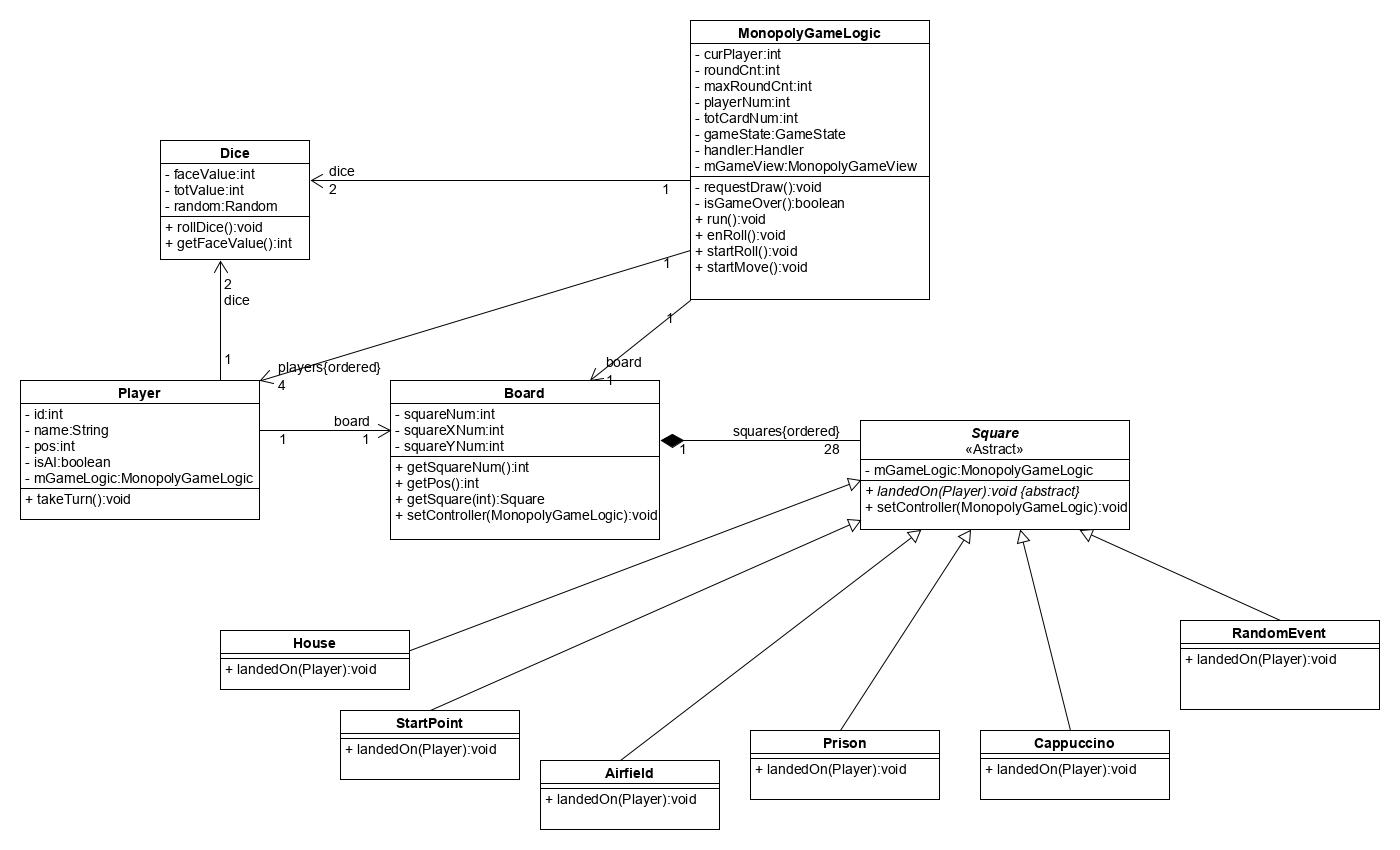 MonopolyGameLogic
- curPlayer:int
- roundCnt:int
- maxRoundCnt:int
- playerNum:int
- totCardNum:int
- gameState:GameState
- handler:Handler
- mGameView:MonopolyGameView
- requestDraw():void
- isGameOver():boolean
+ run():void
+ enRoll():void
+ startRoll():void
+ startMove():void
Dice
- faceValue:int
- totValue:int
- random:Random
+ rollDice():void
+ getFaceValue():int
dice
2
1
2
dice
1
1
players{ordered}
4
1
board
1
Player
- id:int
- name:String
- pos:int
- isAI:boolean
- mGameLogic:MonopolyGameLogic
+ takeTurn():void
board
1
1
Board
- squareNum:int
- squareXNum:int
- squareYNum:int
+ getSquareNum():int
+ getPos():int
+ getSquare(int):Square
+ setController(MonopolyGameLogic):void
squares{ordered}
1
28
Square
«Astract»
- mGameLogic:MonopolyGameLogic
+ landedOn(Player):void {abstract}
+ setController(MonopolyGameLogic):void
House
+ landedOn(Player):void
StartPoint
+ landedOn(Player):void
Airfield
+ landedOn(Player):void
Prison
+ landedOn(Player):void
Cappuccino
+ landedOn(Player):void
RandomEvent
+ landedOn(Player):void